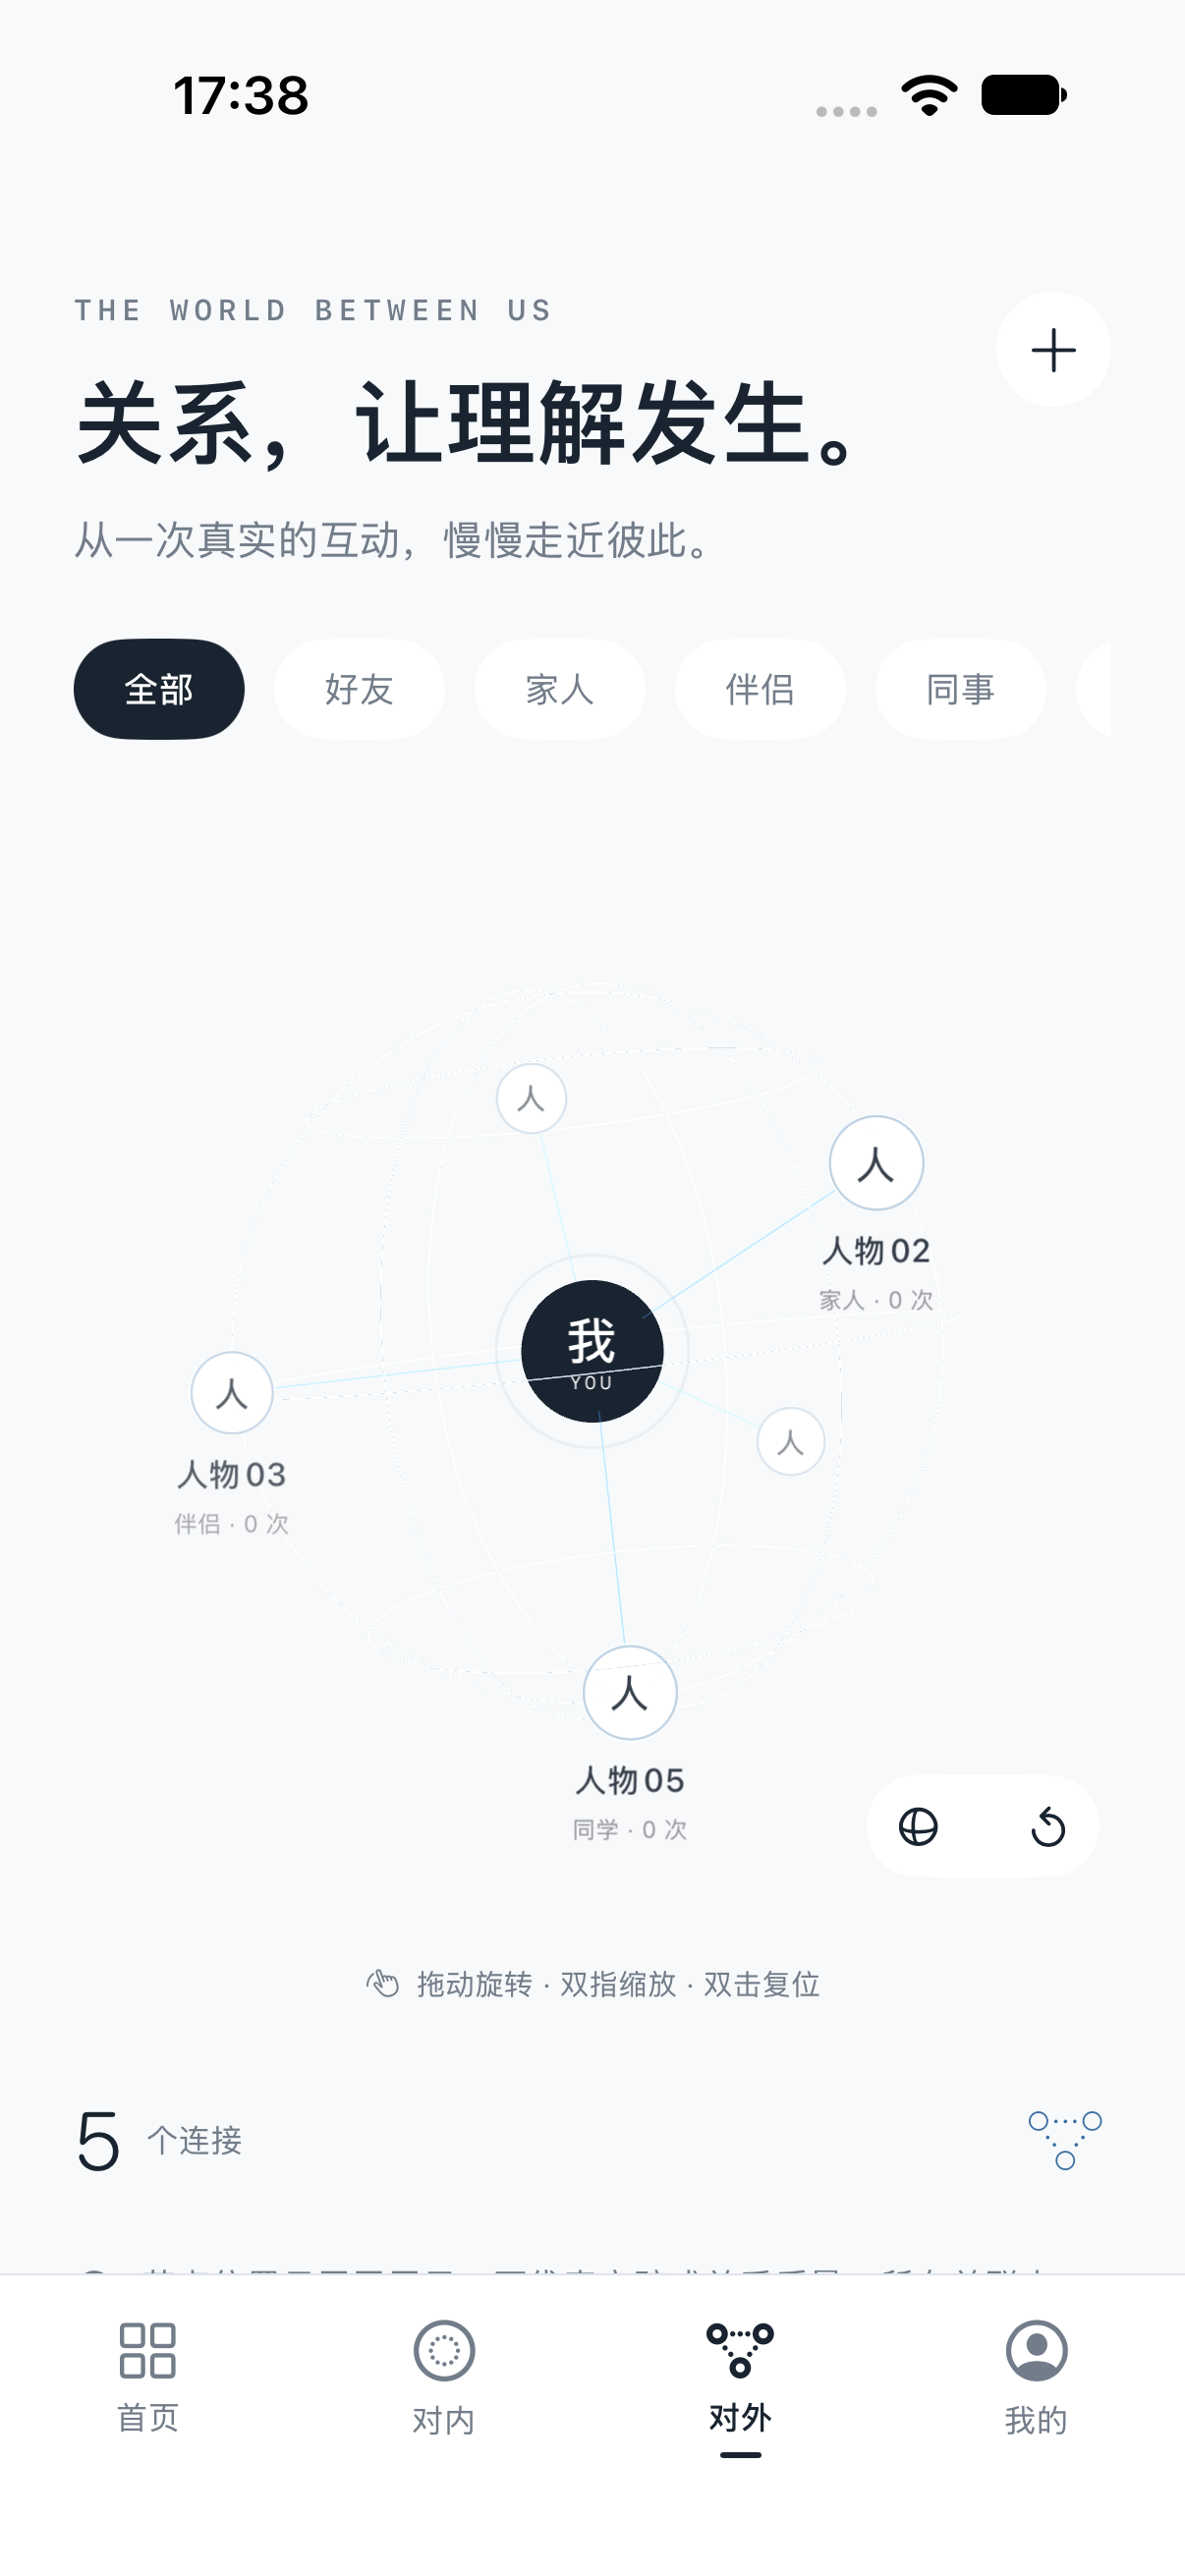 17:38
THE WORLD BETWEEN US
关系，让理解发生。
从一次真实的互动，慢慢走近彼此。
全部 好友 家人 伴侣 同事
人
人
人物 02
家人 · 0 次
我
YOU
人
人物 03
伴侣 · 0 次
人
人
人物 05
同学 · 0 次
拖动旋转 · 双指缩放 · 双击复位
5 个连接
首页 对内 对外 我的